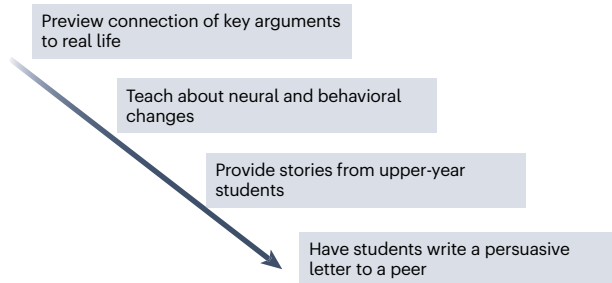 Preview connection of key arguments
to real life
Teach about neural and behavioral
changes
Provide stories from upper-year
students
Have students write a persuasive
letter to a peer